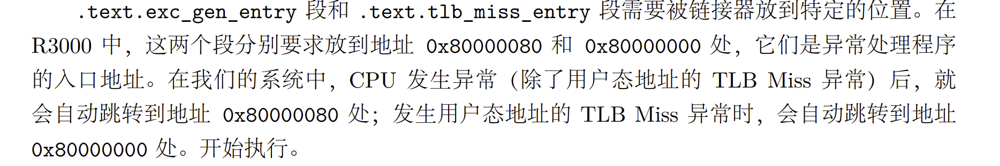 .text.exc_gen_entry 段和 .text.tlb_miss_entry 段需要被链接器放到特定的位置。在
R3000 中，这两个段分别要求放到地址 0x80000080 和 0x80000000 处，它们是异常处理程序
的入口地址。在我们的系统中，CPU 发生异常（除了用户态地址的 TLB Miss 异常）后，就
会自动跳转到地址 0x80000080 处；发生用户态地址的 TLB Miss 异常时，会自动跳转到地址
0x80000000 处。开始执行。